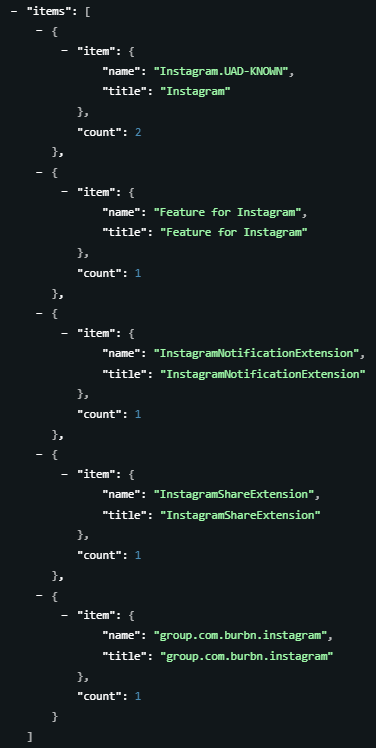 − "items": [
− {
− "item": {
"name": "Instagram.UAD-KNOWN",
"title": "Instagram"
},
"count": 2
},
− {
− "item": {
"name": "Feature for Instagram",
"title": "Feature for Instagram"
},
"count": 1
},
− {
− "item": {
"name": "InstagramNotificationExtension",
"title": "InstagramNotificationExtension"
},
"count": 1
},
− {
− "item": {
"name": "InstagramShareExtension",
"title": "InstagramShareExtension"
},
"count": 1
},
− {
− "item": {
"name": "group.com.burbn.instagram",
"title": "group.com.burbn.instagram"
},
"count": 1
}
]